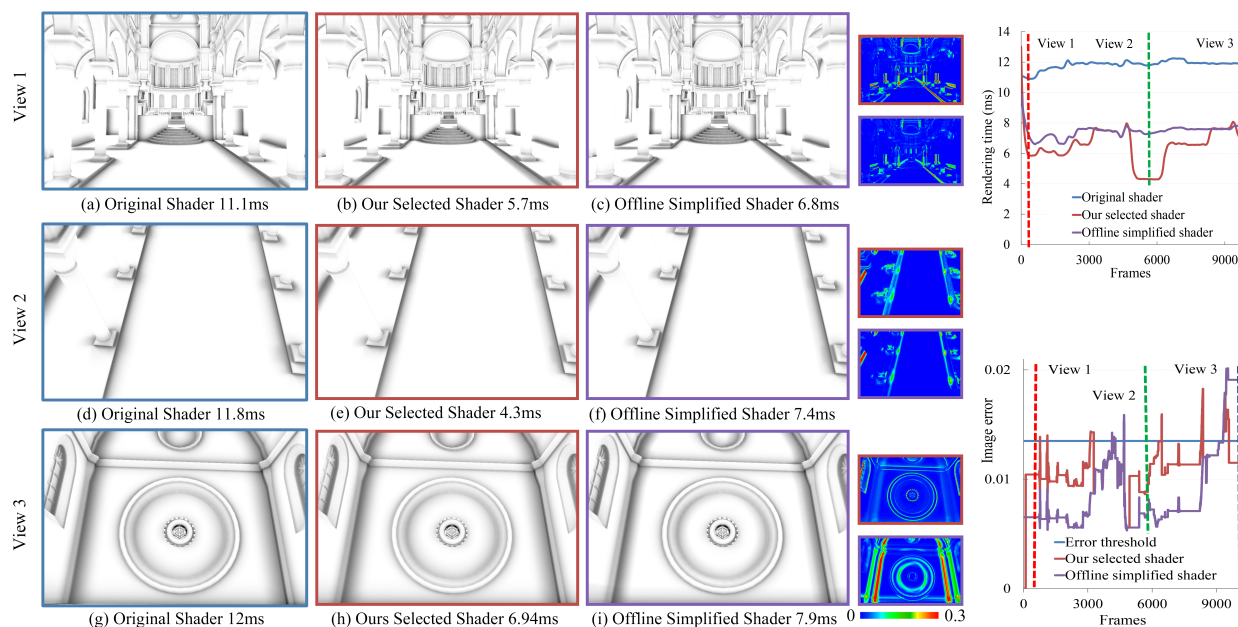 View 1
(a) Original Shader 11.1ms
(b) Our Selected Shader 5.7ms
(c) Offline Simplified Shader 6.8ms
View 2
(d) Original Shader 11.8ms
(e) Our Selected Shader 4.3ms
(f) Offline Simplified Shader 7.4ms
View 3
(g) Original Shader 12ms
(h) Ours Selected Shader 6.94ms
(i) Offline Simplified Shader 7.9ms
0 0.3
Rendering time (ms)
14
12
10
8
6
4
2
0
View 1 View 2 View 3
Original shader
Our selected shader
Offline simplified shader
0 3000 6000 9000
Frames
Image error
0.02
0.01
0
View 1
View 2
View 3
Error threshold
Our selected shader
Offline simplified shader
0 3000 6000 9000
Frames